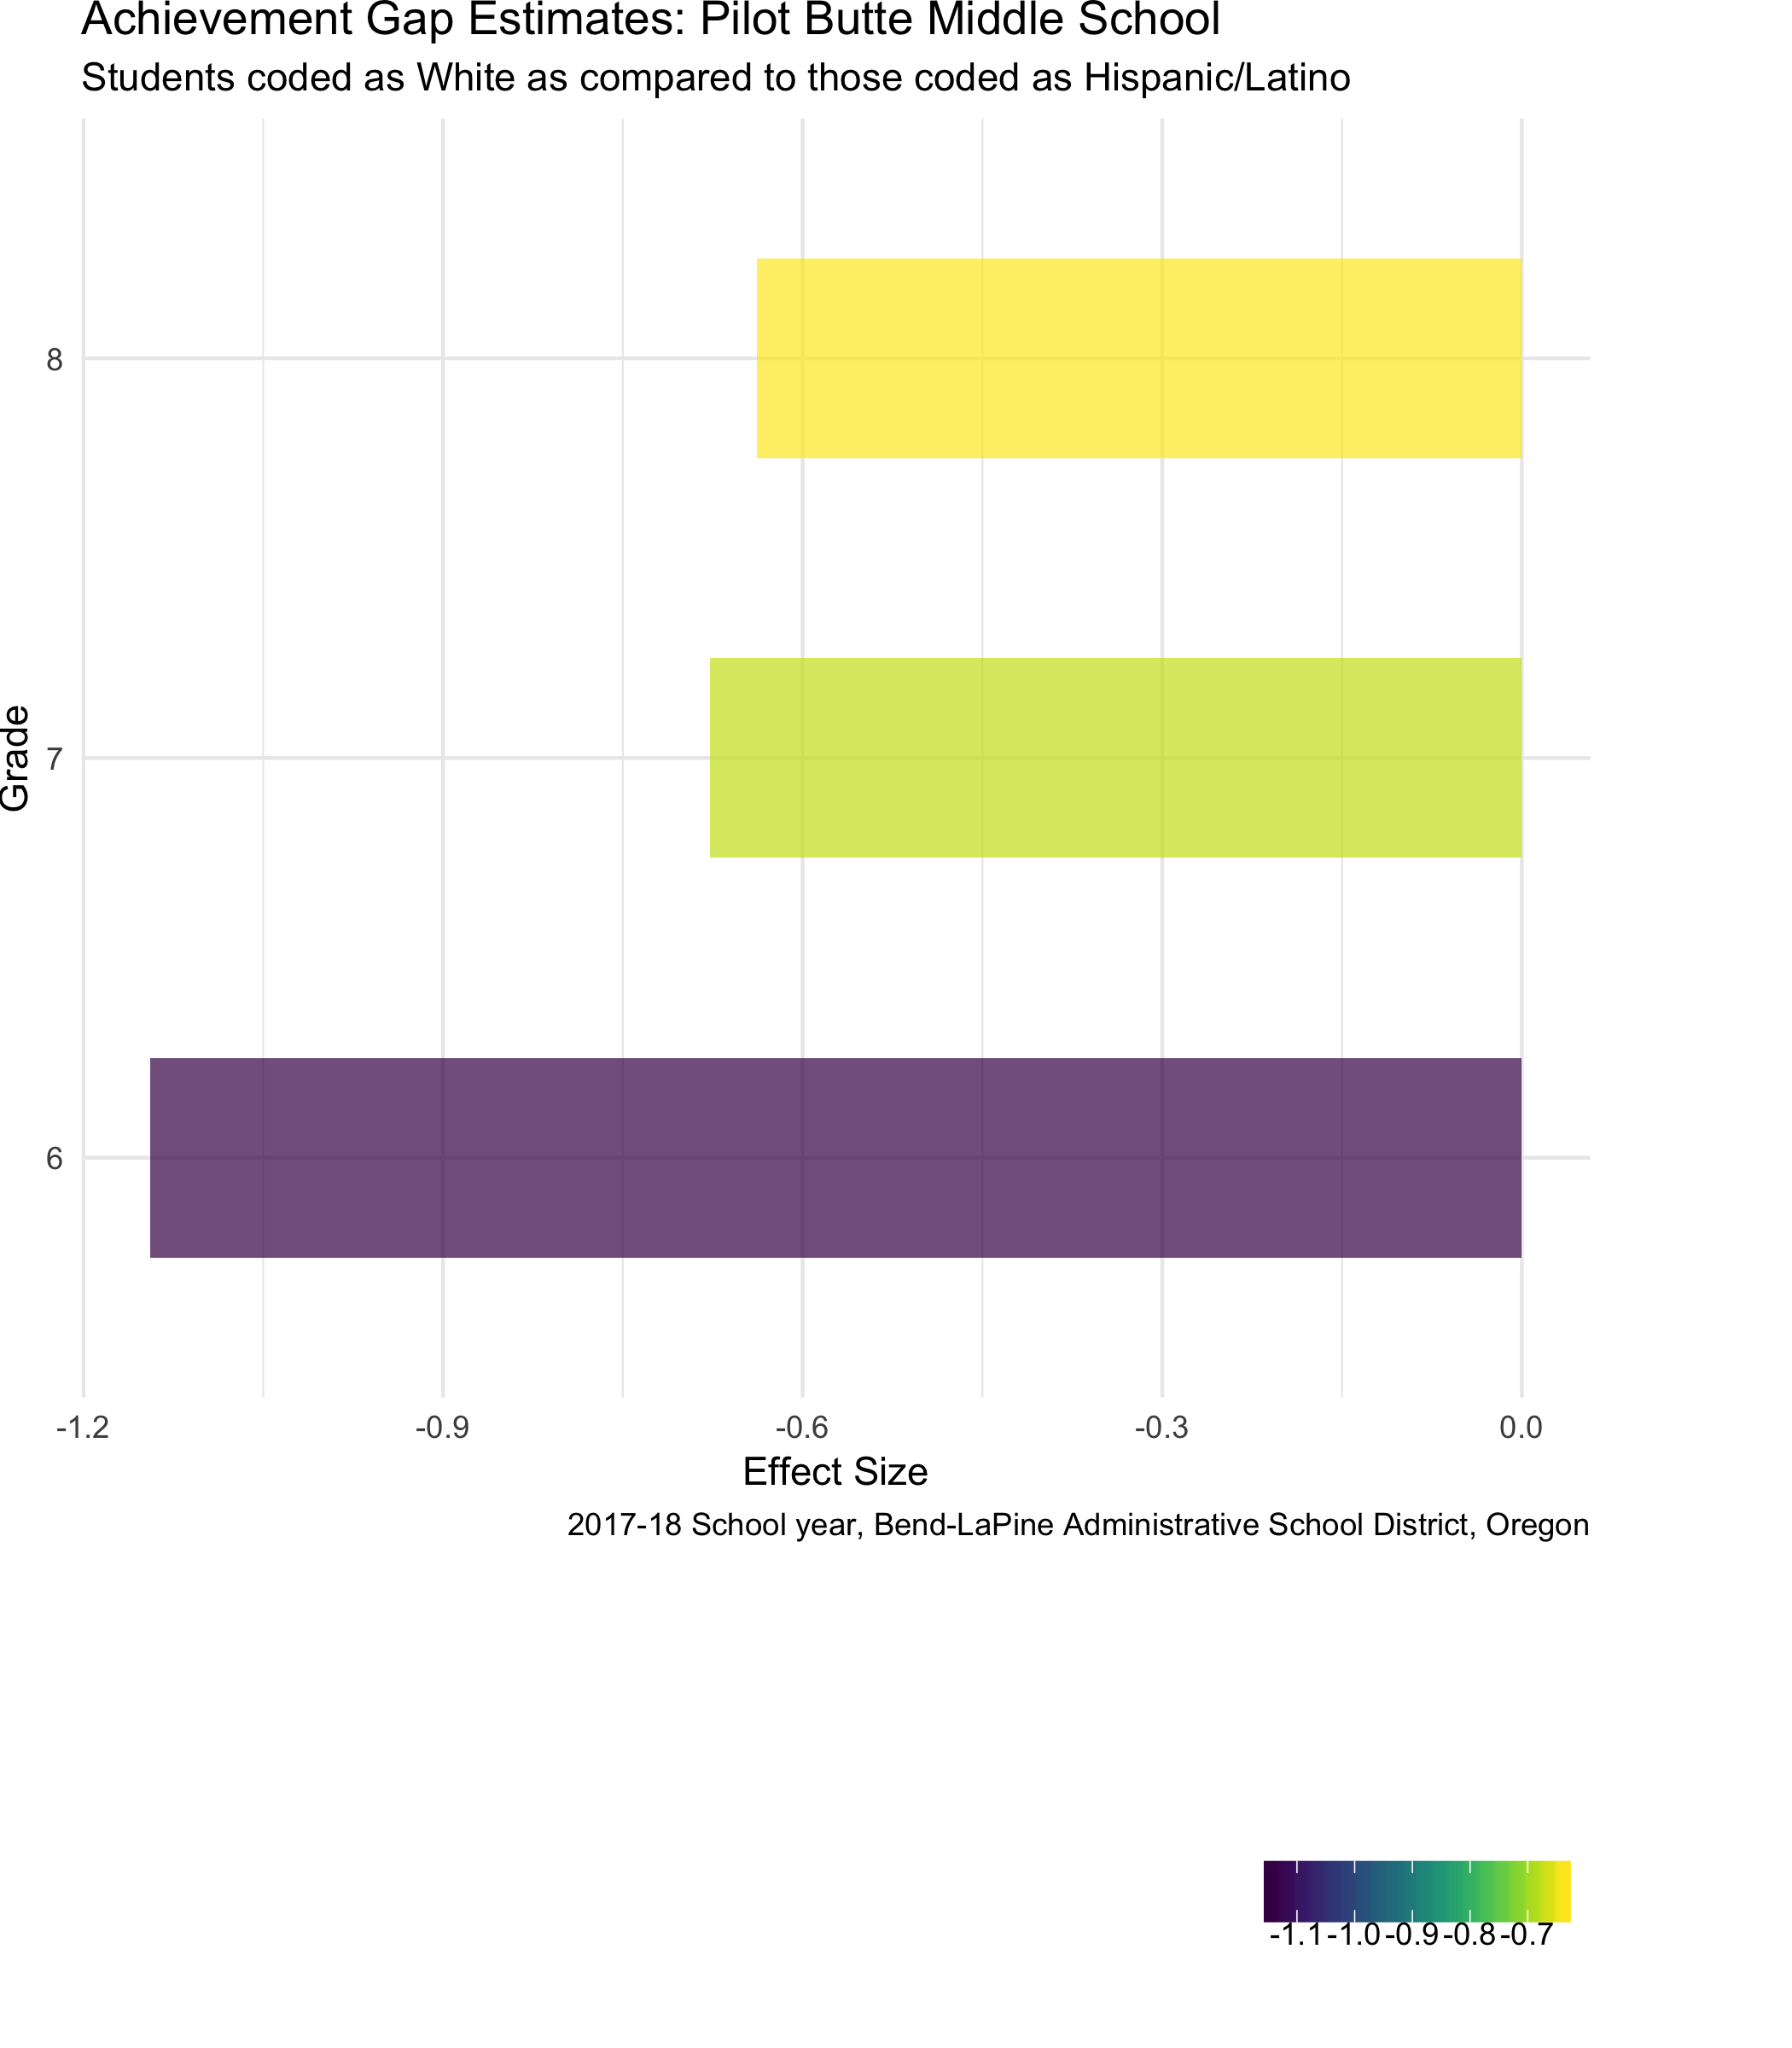 Achievement Gap Estimates: Pilot Butte Middle School
Students coded as White as compared to those coded as Hispanic/Latino
8
7
6
Grade
-1.2 -0.9 -0.6 -0.3 0.0
Effect Size
2017-18 School year, Bend-LaPine Administrative School District, Oregon
-1.1 -1.0 -0.9 -0.8 -0.7